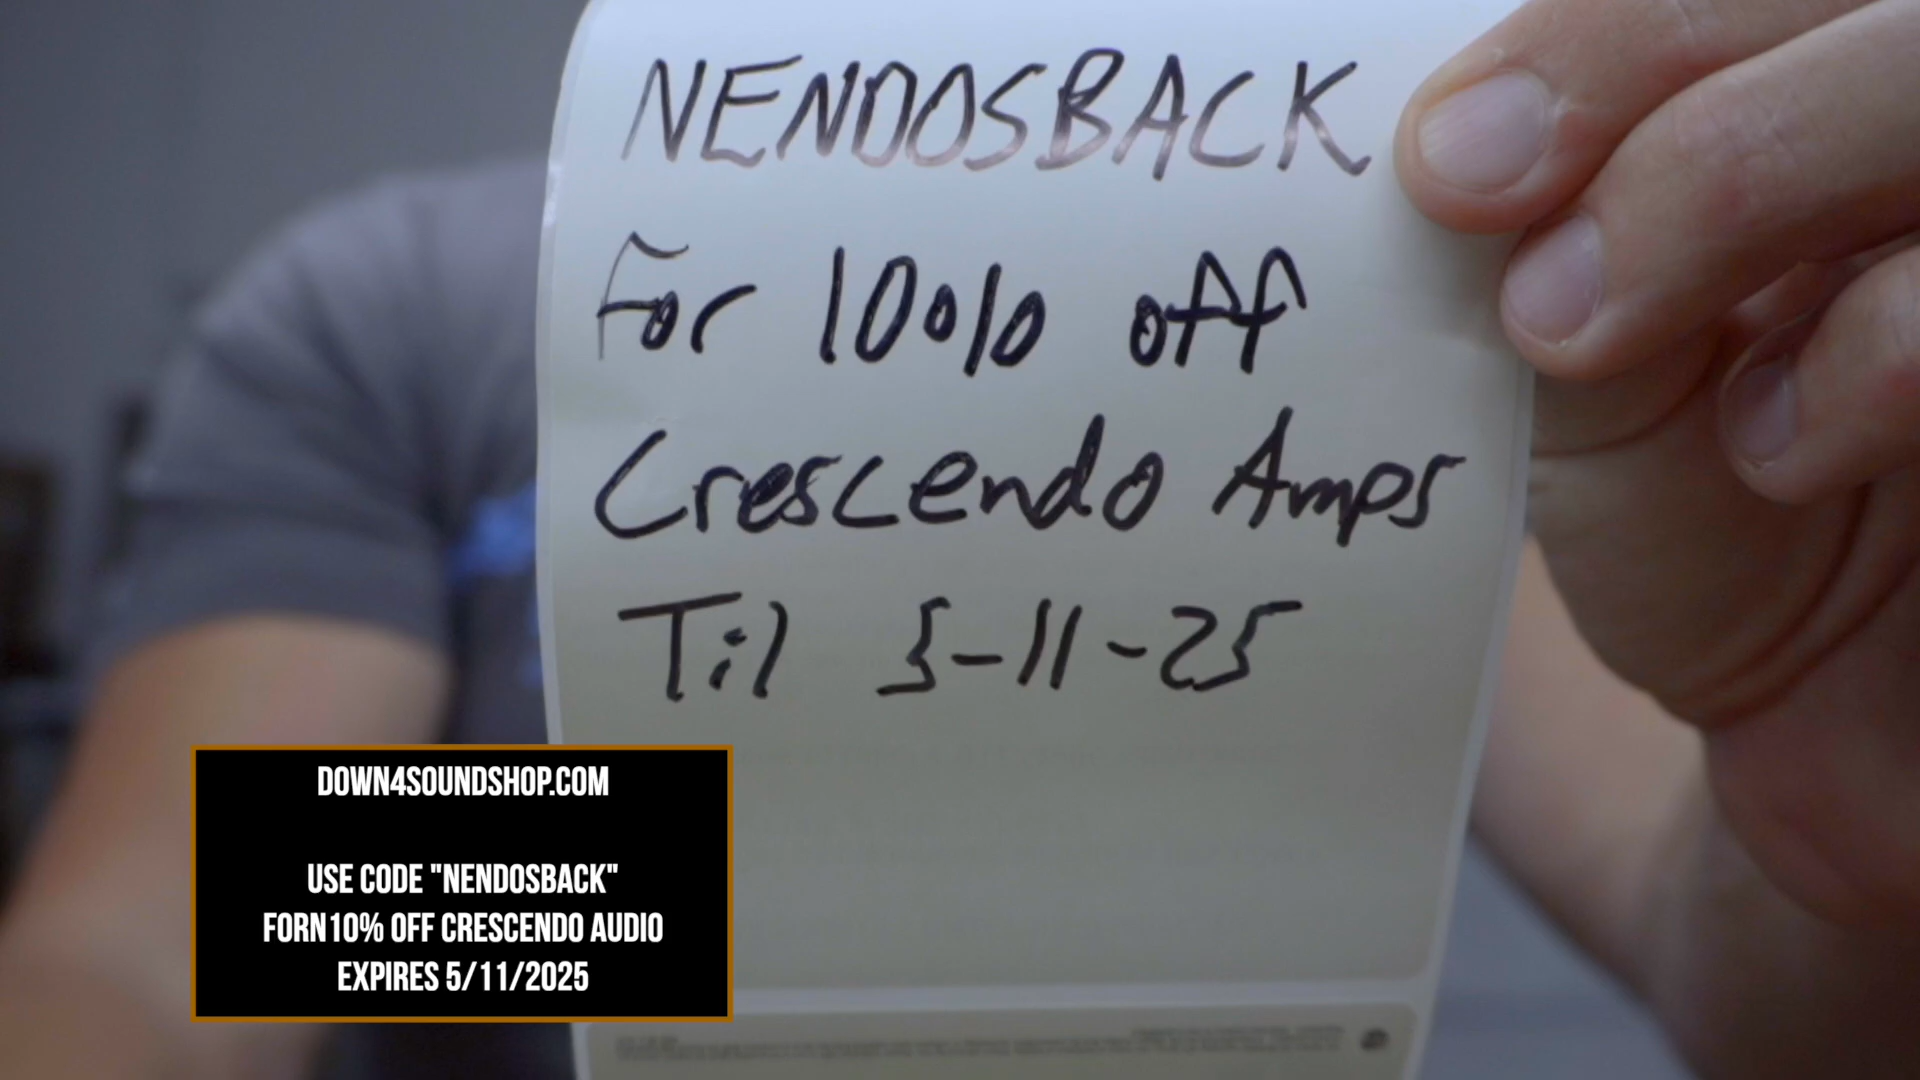 NENDOSBACK
For 10% off
Crescendo Amps
Til 5-11-25
DOWN4SOUNDSHOP.COM
USE CODE "NENDOSBACK"
FORN10% OFF CRESCENDO AUDIO
EXPIRES 5/11/2025